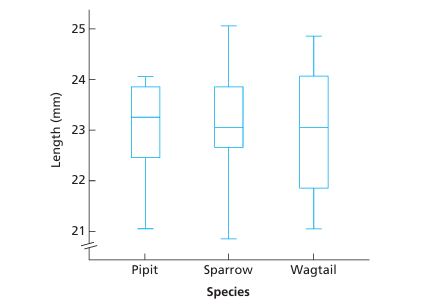 Length (mm)
25
24
23
22
21
Pipit Sparrow Wagtail
Species